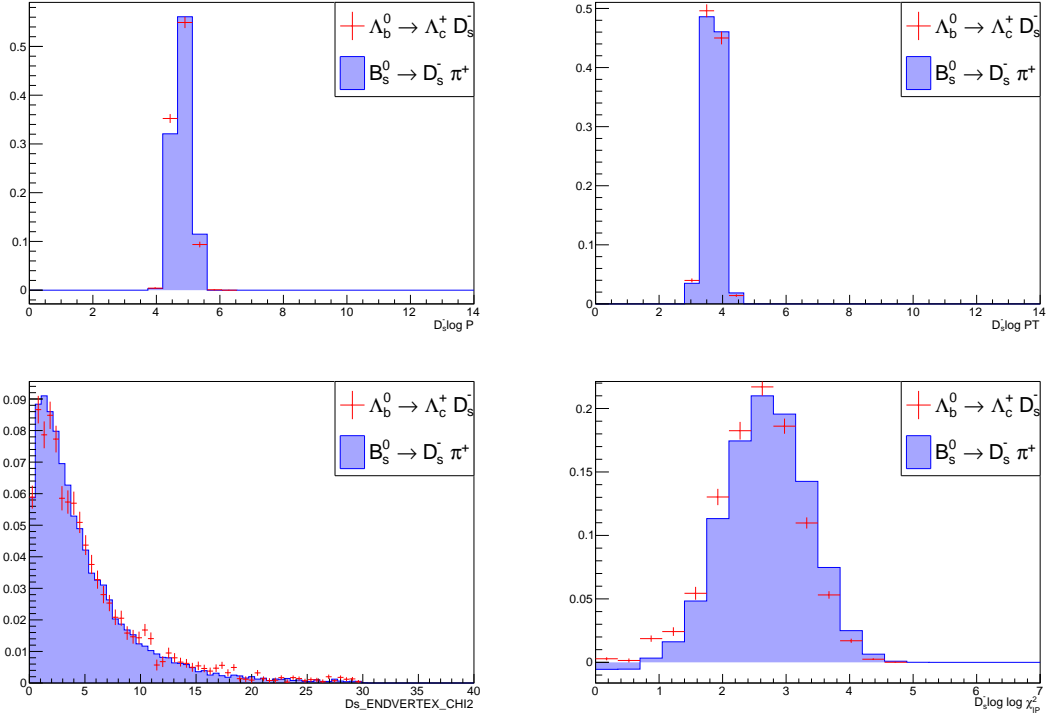 Λ_b^0 → Λ_c^+ D_s^-
B_s^0 → D_s^- π^+
0.5
0.4
0.3
0.2
0.1
0
0 2 4 6 8 10 12 14
D_s^- log P
Λ_b^0 → Λ_c^+ D_s^-
B_s^0 → D_s^- π^+
0.5
0.4
0.3
0.2
0.1
0
0 2 4 6 8 10 12 14
D_s^- log PT
Λ_b^0 → Λ_c^+ D_s^-
B_s^0 → D_s^- π^+
0.09
0.08
0.07
0.06
0.05
0.04
0.03
0.02
0.01
0
0 5 10 15 20 25 30 35 40
Ds_ENDVERTEX_CHI2
Λ_b^0 → Λ_c^+ D_s^-
B_s^0 → D_s^- π^+
0.2
0.15
0.1
0.05
0
0 1 2 3 4 5 6 7
D_s^- log log χ_IP^2